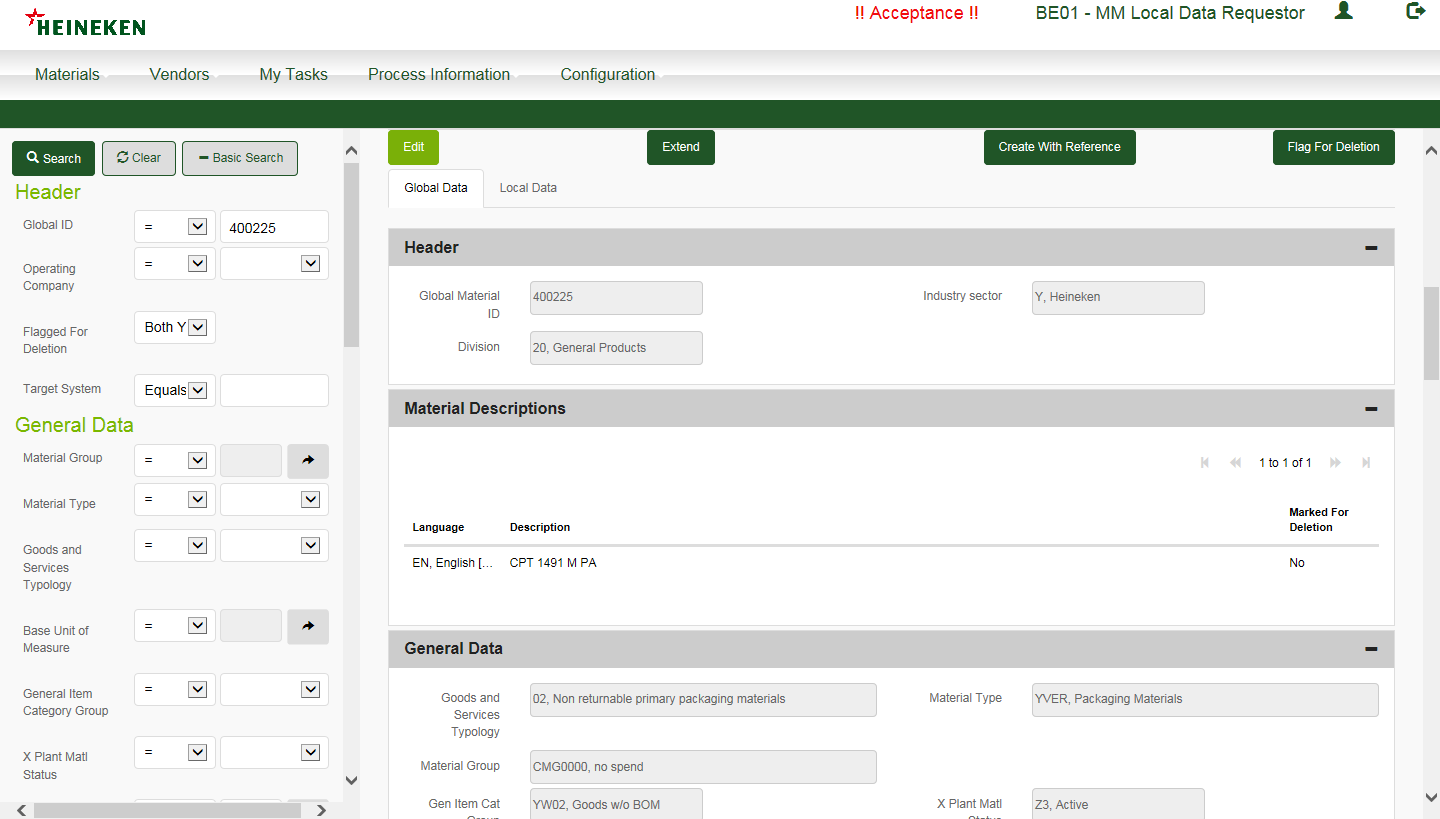 HEINEKEN
!! Acceptance !!
BE01 - MM Local Data Requestor
Materials
Vendors
My Tasks
Process Information
Configuration
Search
Clear
Basic Search
Header
Global ID
=
400225
Operating
Company
=
Flagged For
Deletion
Both Y
Target System
Equals
General Data
Material Group
=
Material Type
=
Goods and
Services
Typology
=
Base Unit of
Measure
=
General Item
Category Group
=
X Plant Matl
Status
=
Edit
Extend
Create With Reference
Flag For Deletion
Global Data
Local Data
Header
Global Material
ID
400225
Industry sector
Y, Heineken
Division
20, General Products
Material Descriptions
1 to 1 of 1
Language
Description
Marked For
Deletion
EN, English [...
CPT 1491 M PA
No
General Data
Goods and
Services
Typology
02, Non returnable primary packaging materials
Material Type
YVER, Packaging Materials
Material Group
CMG0000, no spend
Gen Item Cat
Group
YW02, Goods w/o BOM
X Plant Matl
Status
Z3, Active